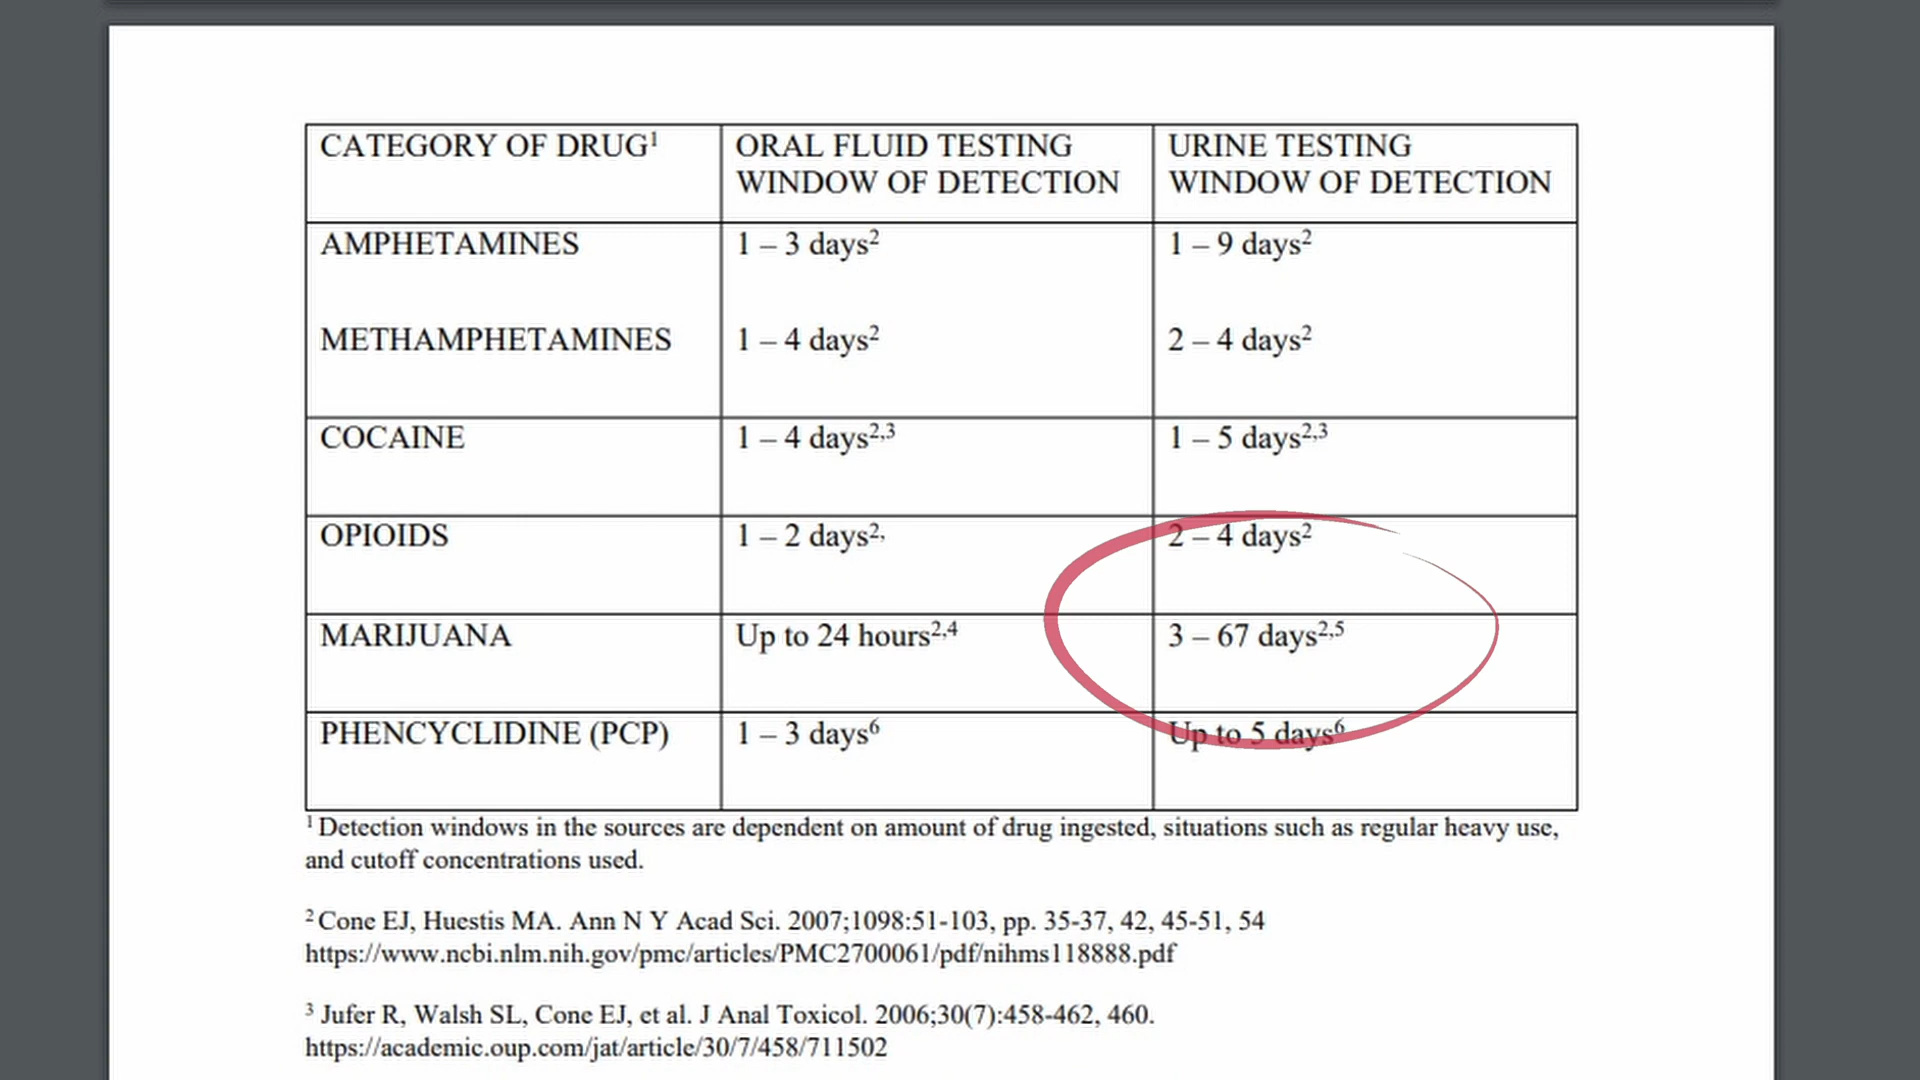 CATEGORY OF DRUG¹
ORAL FLUID TESTING
WINDOW OF DETECTION
URINE TESTING
WINDOW OF DETECTION
AMPHETAMINES
1 – 3 days²
1 – 9 days²
METHAMPHETAMINES
1 – 4 days²
2 – 4 days²
COCAINE
1 – 4 days²,³
1 – 5 days²,³
OPIOIDS
1 – 2 days²,
2 – 4 days²
MARIJUANA
Up to 24 hours²,⁴
3 – 67 days²,⁵
PHENCYCLIDINE (PCP)
1 – 3 days⁶
Up to 5 days⁶
¹ Detection windows in the sources are dependent on amount of drug ingested, situations such as regular heavy use,
and cutoff concentrations used.
² Cone EJ, Huestis MA. Ann N Y Acad Sci. 2007;1098:51-103, pp. 35-37, 42, 45-51, 54
https://www.ncbi.nlm.nih.gov/pmc/articles/PMC2700061/pdf/nihms118888.pdf
³ Jufer R, Walsh SL, Cone EJ, et al. J Anal Toxicol. 2006;30(7):458-462, 460.
https://academic.oup.com/jat/article/30/7/458/711502